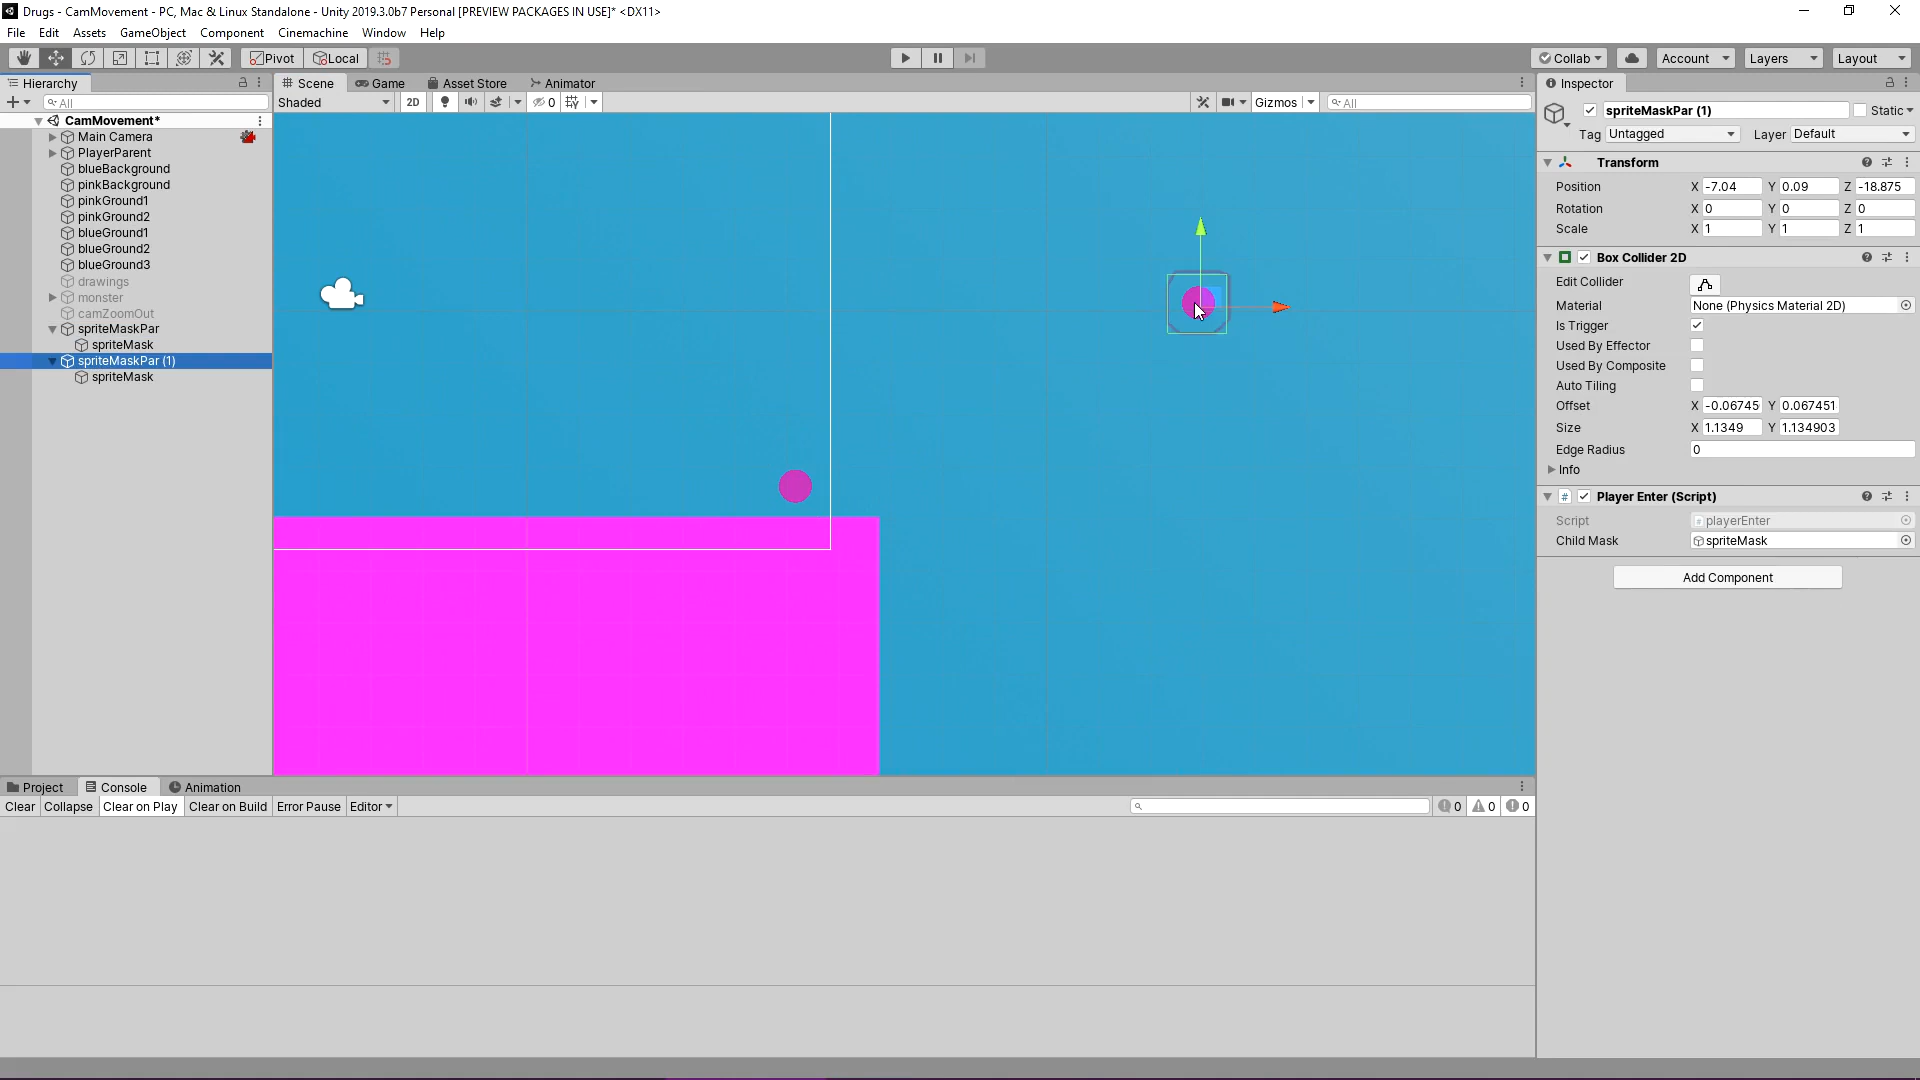 Drugs - CamMovement - PC, Mac & Linux Standalone - Unity 2019.3.0b7 Personal [PREVIEW PACKAGES IN USE]* <DX11>
File Edit Assets GameObject Component Cinemachine Window Help
Pivot Local Collab Account Layers Layout
Hierarchy Scene Game Asset Store Animator Inspector
All Shaded 2D 0 Gizmos All
spriteMaskPar (1) Static
Tag Untagged Layer Default
CamMovement*
Main Camera
PlayerParent
blueBackground
pinkBackground
pinkGround1
pinkGround2
blueGround1
blueGround2
blueGround3
drawings
monster
camZoomOut
spriteMaskPar
spriteMask
spriteMaskPar (1)
spriteMask
Transform
Position X -7.04 Y 0.09 Z -18.875
Rotation X 0 Y 0 Z 0
Scale X 1 Y 1 Z 1
Box Collider 2D
Edit Collider
Material None (Physics Material 2D)
Is Trigger
Used By Effector
Used By Composite
Auto Tiling
Offset X -0.06745 Y 0.067451
Size X 1.1349 Y 1.134903
Edge Radius 0
Info
Player Enter (Script)
Script playerEnter
Child Mask spriteMask
Add Component
Project Console Animation
Clear Collapse Clear on Play Clear on Build Error Pause Editor 0 0 0